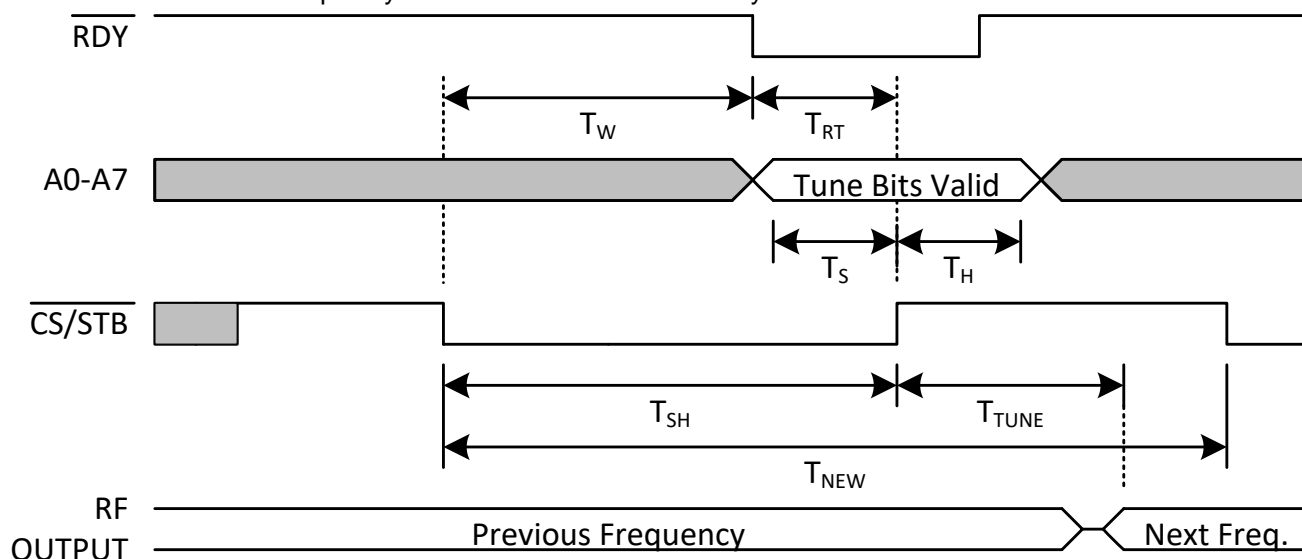 RDY
T_W
T_RT
A0-A7
Tune Bits Valid
T_S
T_H
CS/STB
T_SH
T_TUNE
T_NEW
RF
OUTPUT
Previous Frequency
Next Freq.